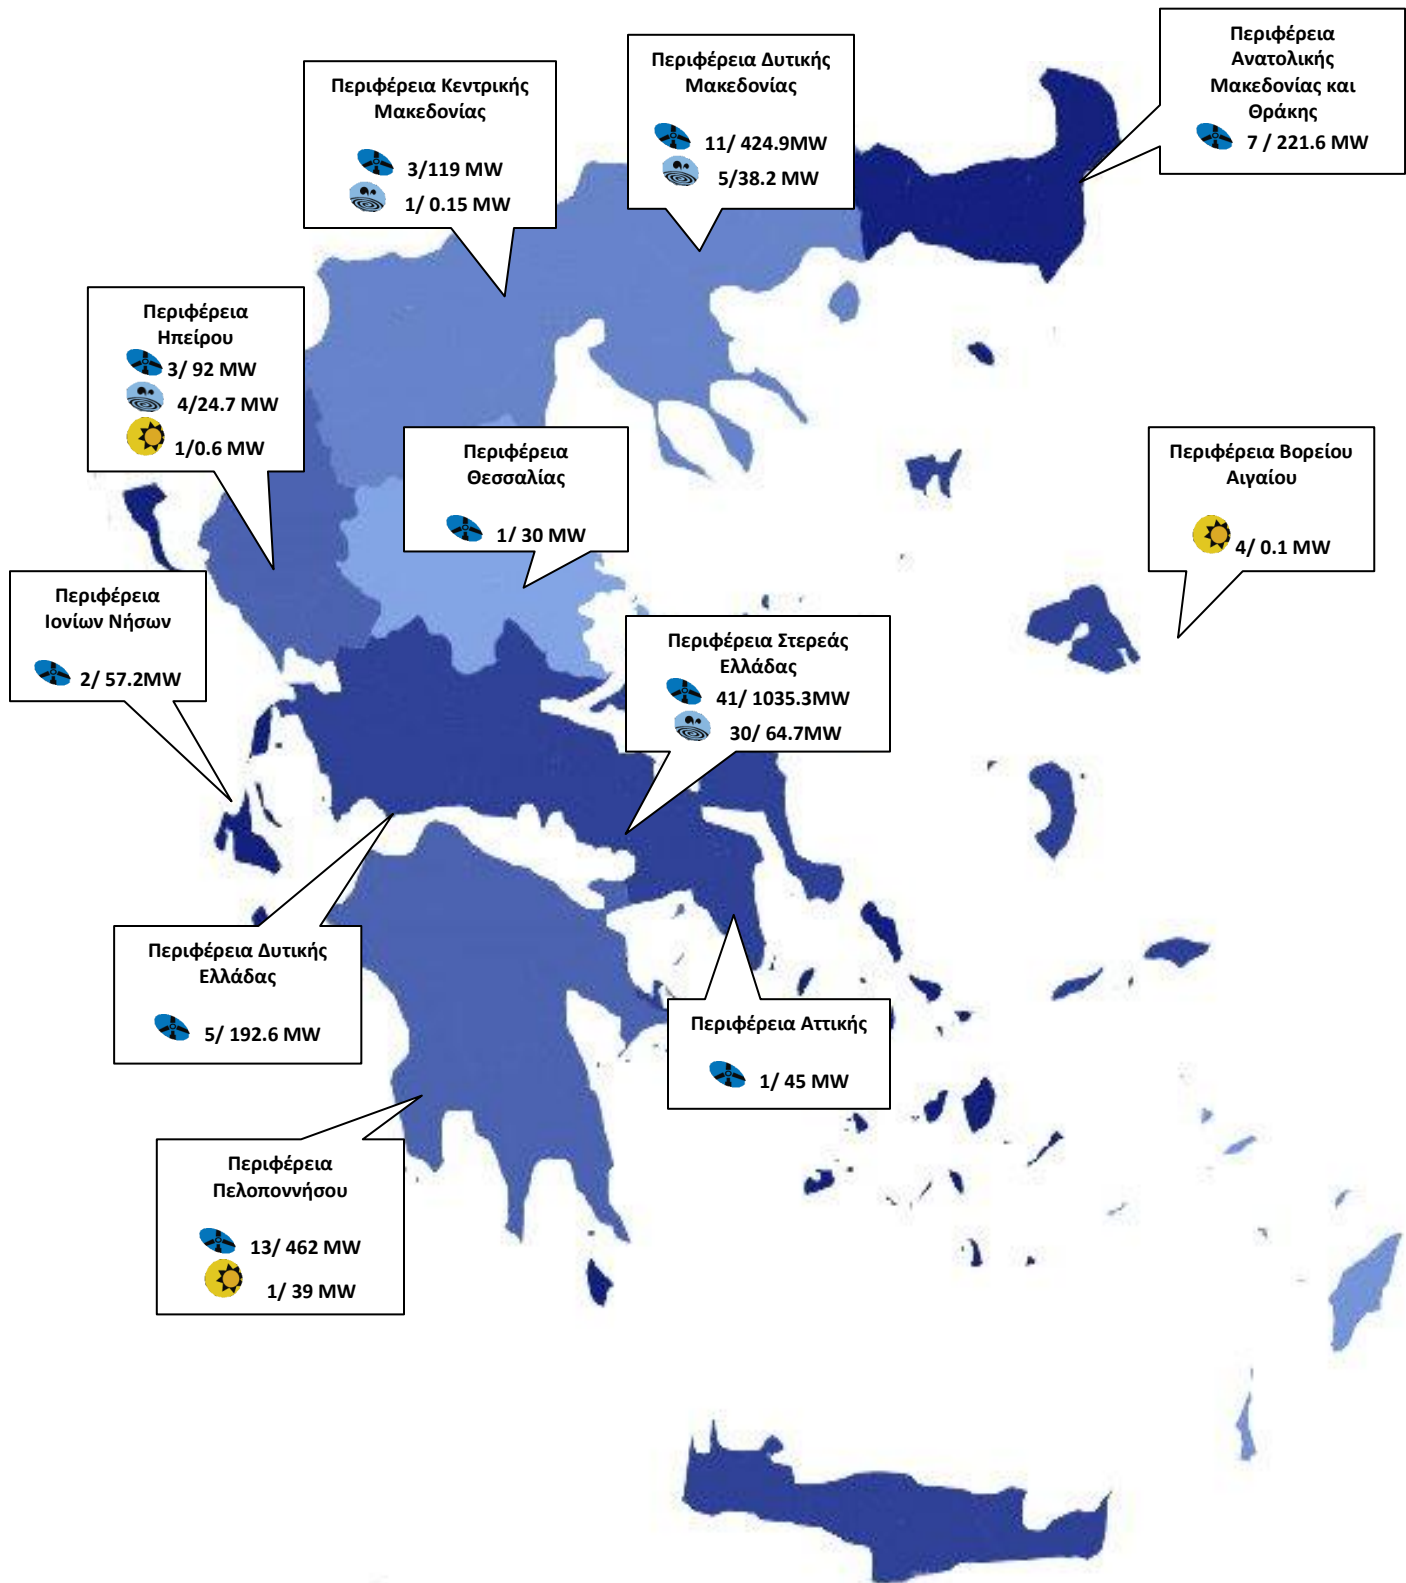 Περιφέρεια
Ανατολικής
Μακεδονίας και
Θράκης
7 / 221.6 MW
Περιφέρεια Δυτικής
Μακεδονίας
11/ 424.9MW
5/38.2 MW
Περιφέρεια Κεντρικής
Μακεδονίας
3/119 MW
1/ 0.15 MW
Περιφέρεια
Ηπείρου
3/ 92 MW
4/24.7 MW
1/0.6 MW
Περιφέρεια
Θεσσαλίας
1/ 30 MW
Περιφέρεια Βορείου
Αιγαίου
4/ 0.1 MW
Περιφέρεια
Ιονίων Νήσων
2/ 57.2MW
Περιφέρεια Στερεάς
Ελλάδας
41/ 1035.3MW
30/ 64.7MW
Περιφέρεια Δυτικής
Ελλάδας
5/ 192.6 MW
Περιφέρεια Αττικής
1/ 45 MW
Περιφέρεια
Πελοποννήσου
13/ 462 MW
1/ 39 MW